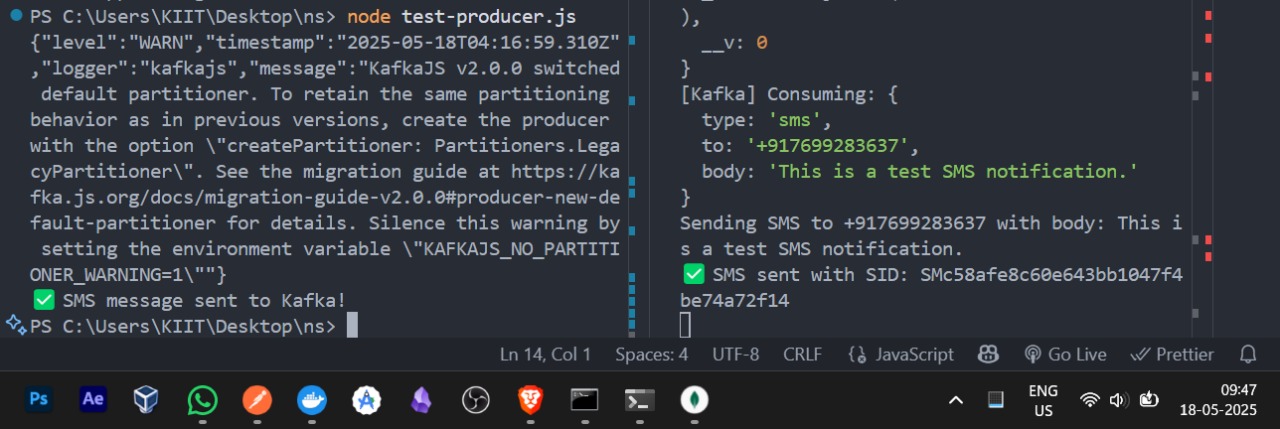 PS C:\Users\KIIT\Desktop\ns> node test-producer.js
{"level":"WARN","timestamp":"2025-05-18T04:16:59.310Z"
,"logger":"kafkajs","message":"KafkaJS v2.0.0 switched
default partitioner. To retain the same partitioning
behavior as in previous versions, create the producer
with the option \"createPartitioner: Partitioners.Lega
cyPartitioner\". See the migration guide at https://ka
fka.js.org/docs/migration-guide-v2.0.0#producer-new-de
fault-partitioner for details. Silence this warning by
setting the environment variable \"KAFKAJS_NO_PARTITI
ONER_WARNING=1\""}
✅ SMS message sent to Kafka!
PS C:\Users\KIIT\Desktop\ns>
),
__v: 0
}
[Kafka] Consuming: {
type: 'sms',
to: '+917699283637',
body: 'This is a test SMS notification.'
}
Sending SMS to +917699283637 with body: This i
s a test SMS notification.
✅ SMS sent with SID: SMc58afe8c60e643bb1047f4
be74a72f14
Ln 14, Col 1 Spaces: 4 UTF-8 CRLF JavaScript Go Live Prettier
Ps Ae ENG US 09:47
18-05-2025